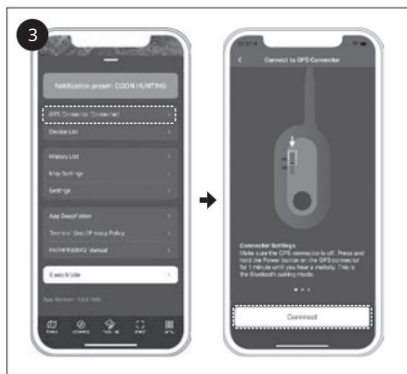 3
Notification preset: COON HUNTING
GPS Connector Connected
Device List
History List
Map Settings
Settings
App Description
Terms of Use / Privacy Policy
Manual
Sleep Mode
App Version
Connect to GPS Connector
Connector Settings
Make sure the GPS connector is off. Press and
hold the Power button on the GPS connector
for 1 minute until you hear a melody. This is
the Bluetooth pairing mode.
Connect